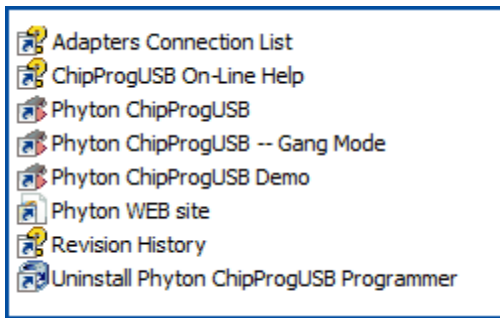 Adapters Connection List
ChipProgUSB On-Line Help
Phyton ChipProgUSB
Phyton ChipProgUSB -- Gang Mode
Phyton ChipProgUSB Demo
Phyton WEB site
Revision History
Uninstall Phyton ChipProgUSB Programmer